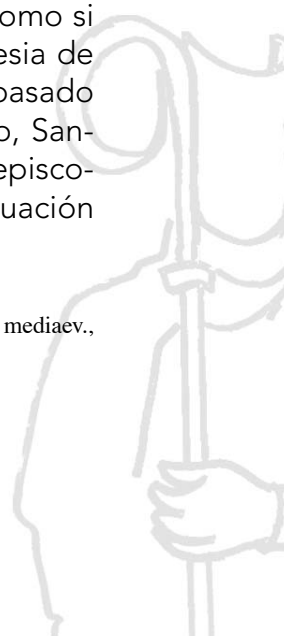 omo si
esia de
pasado
o, San-
episco-
uación
mediaev.,